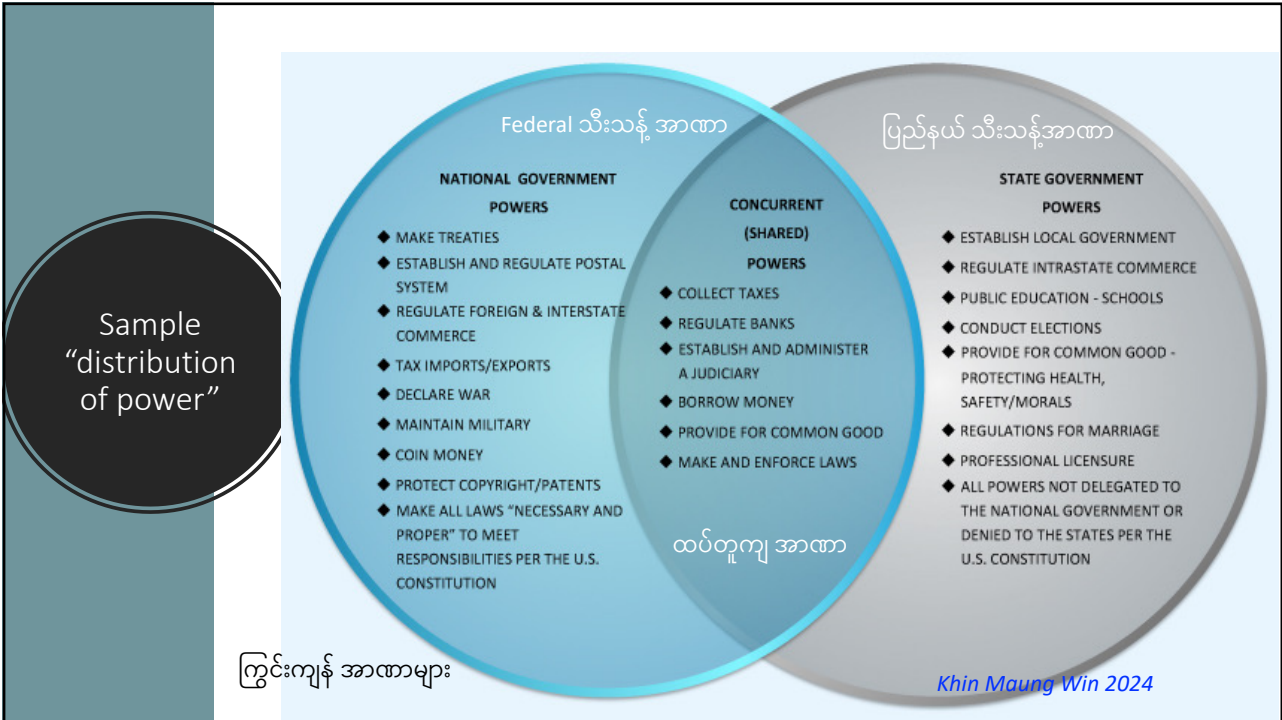 Sample
“distribution
of power”
Federal သီးသန့် အာဏာ
NATIONAL GOVERNMENT
POWERS
◆ MAKE TREATIES
◆ ESTABLISH AND REGULATE POSTAL
SYSTEM
◆ REGULATE FOREIGN & INTERSTATE
COMMERCE
◆ TAX IMPORTS/EXPORTS
◆ DECLARE WAR
◆ MAINTAIN MILITARY
◆ COIN MONEY
◆ PROTECT COPYRIGHT/PATENTS
◆ MAKE ALL LAWS “NECESSARY AND
PROPER” TO MEET
RESPONSIBILITIES PER THE U.S.
CONSTITUTION
CONCURRENT
(SHARED)
POWERS
◆ COLLECT TAXES
◆ REGULATE BANKS
◆ ESTABLISH AND ADMINISTER
A JUDICIARY
◆ BORROW MONEY
◆ PROVIDE FOR COMMON GOOD
◆ MAKE AND ENFORCE LAWS
ထပ်တူကျ အာဏာ
ပြည်နယ် သီးသန့်အာဏာ
STATE GOVERNMENT
POWERS
◆ ESTABLISH LOCAL GOVERNMENT
◆ REGULATE INTRASTATE COMMERCE
◆ PUBLIC EDUCATION - SCHOOLS
◆ CONDUCT ELECTIONS
◆ PROVIDE FOR COMMON GOOD -
PROTECTING HEALTH,
SAFETY/MORALS
◆ REGULATIONS FOR MARRIAGE
◆ PROFESSIONAL LICENSURE
◆ ALL POWERS NOT DELEGATED TO
THE NATIONAL GOVERNMENT OR
DENIED TO THE STATES PER THE
U.S. CONSTITUTION
ကြွင်းကျန် အာဏာများ
Khin Maung Win 2024